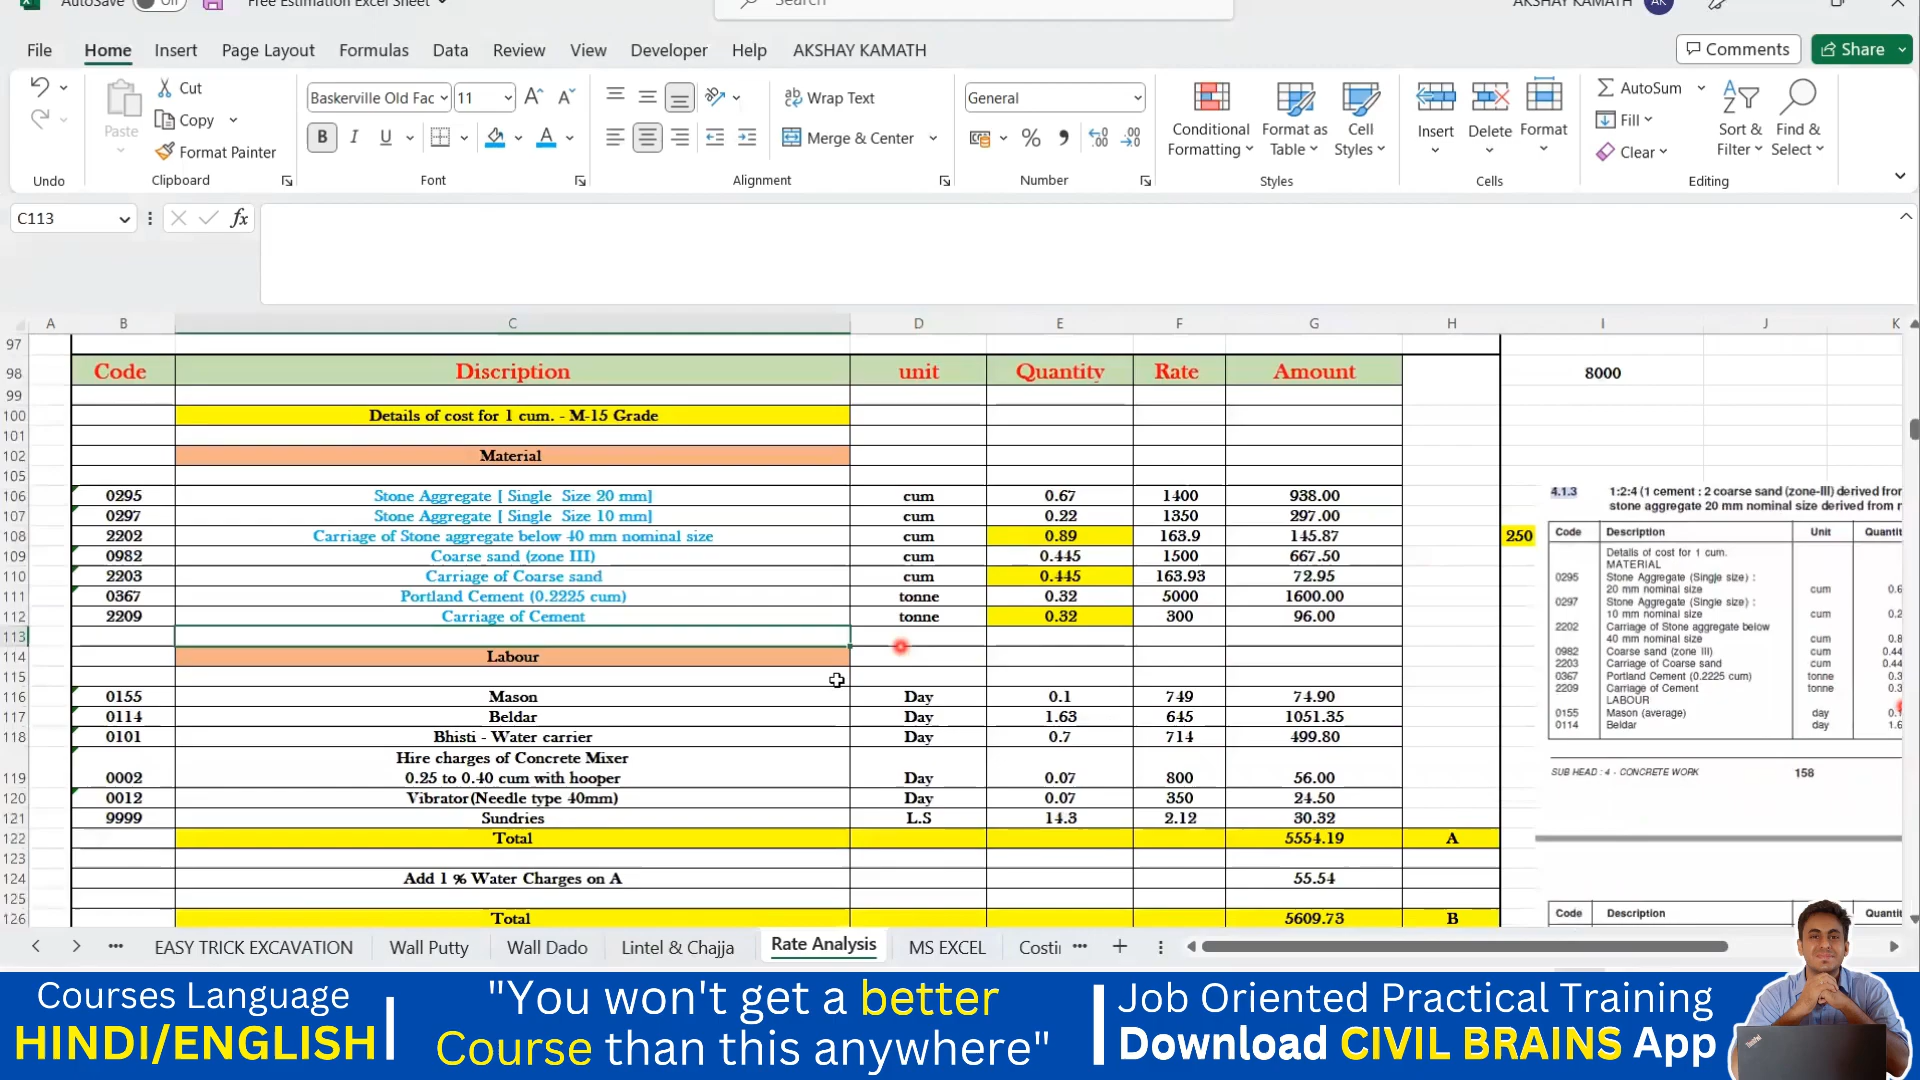 AutoSave Off Free Estimation Excel Sheet Search AKSHAY KAMATH AK
File Home Insert Page Layout Formulas Data Review View Developer Help AKSHAY KAMATH Comments Share
Cut
Copy
Format Painter
Paste
Undo Clipboard
Baskerville Old Fac 11
B I U
Font
Wrap Text
Merge & Center
Alignment
General
Number
Conditional Formatting
Format as Table
Cell Styles
Styles
Insert Delete Format
Cells
AutoSum
Fill
Clear
Sort & Filter
Find & Select
Editing
C113 fx
A B C D E F G H I J K
97
98 Code Discription unit Quantity Rate Amount 8000
99
100 Details of cost for 1 cum. - M-15 Grade
101
102 Material
105
106 0295 Stone Aggregate [ Single Size 20 mm] cum 0.67 1400 938.00
107 0297 Stone Aggregate [ Single Size 10 mm] cum 0.22 1350 297.00
108 2202 Carriage of Stone aggregate below 40 mm nominal size cum 0.89 163.9 145.87 250
109 0982 Coarse sand (zone III) cum 0.445 1500 667.50
110 2203 Carriage of Coarse sand cum 0.445 163.93 72.95
111 0367 Portland Cement (0.2225 cum) tonne 0.32 5000 1600.00
112 2209 Carriage of Cement tonne 0.32 300 96.00
113
114 Labour
115
116 0155 Mason Day 0.1 749 74.90
117 0114 Beldar Day 1.63 645 1051.35
118 0101 Bhisti - Water carrier Day 0.7 714 499.80
Hire charges of Concrete Mixer
119 0002 0.25 to 0.40 cum with hooper Day 0.07 800 56.00
120 0012 Vibrator(Needle type 40mm) Day 0.07 350 24.50
121 9999 Sundries L.S 14.3 2.12 30.32
122 Total 5554.19 A
123
124 Add 1 % Water Charges on A 55.54
125
126 Total 5609.73 B
4.1.3 1:2:4 (1 cement : 2 coarse sand (zone-III) derived from
stone aggregate 20 mm nominal size derived from
Code Description Unit
Details of cost for 1 cum.
MATERIAL
0295 Stone Aggregate (Single size) :
20 mm nominal size cum
0297 Stone Aggregate (Single size) :
10 mm nominal size cum
2202 Carriage of Stone aggregate below
40 mm nominal size cum
0982 Coarse sand (zone III) cum
2203 Carriage of Coarse sand cum
0367 Portland Cement (0.2225 cum) tonne
2209 Carriage of Cement tonne
LABOUR
0155 Mason (average) day
0114 Beldar day
SUB HEAD : 4 - CONCRETE WORK 158
Code Description
EASY TRICK EXCAVATION Wall Putty Wall Dado Lintel & Chajja Rate Analysis MS EXCEL
Courses Language
HINDI/ENGLISH
"You won't get a better
Course than this anywhere"
Job Oriented Practical Training
Download CIVIL BRAINS App